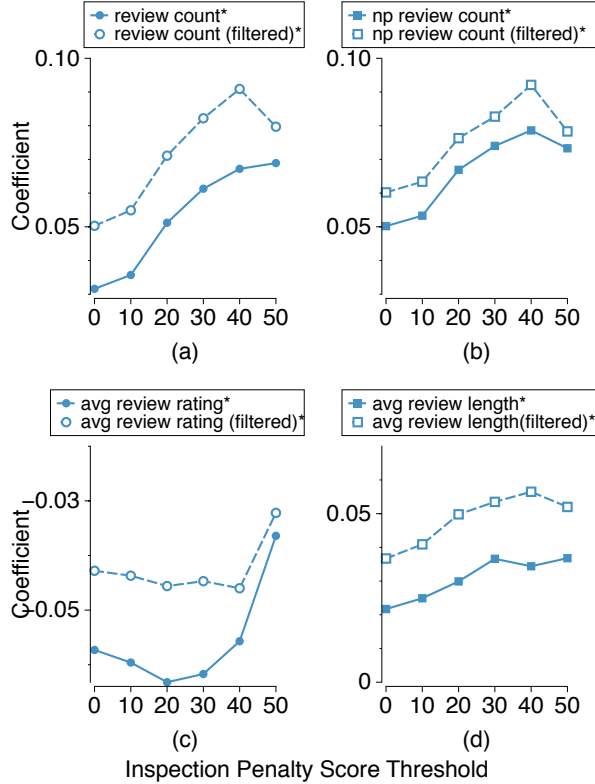 review count*
review count (filtered)*
np review count*
np review count (filtered)*
0.10
0.05
Coefficient
0 10 20 30 40 50
(a)
0.10
0.05
0 10 20 30 40 50
(b)
avg review rating*
avg review rating (filtered)*
avg review length*
avg review length(filtered)*
−0.03
−0.05
Coefficient
0 10 20 30 40 50
(c)
0.05
0
0 10 20 30 40 50
(d)
Inspection Penalty Score Threshold